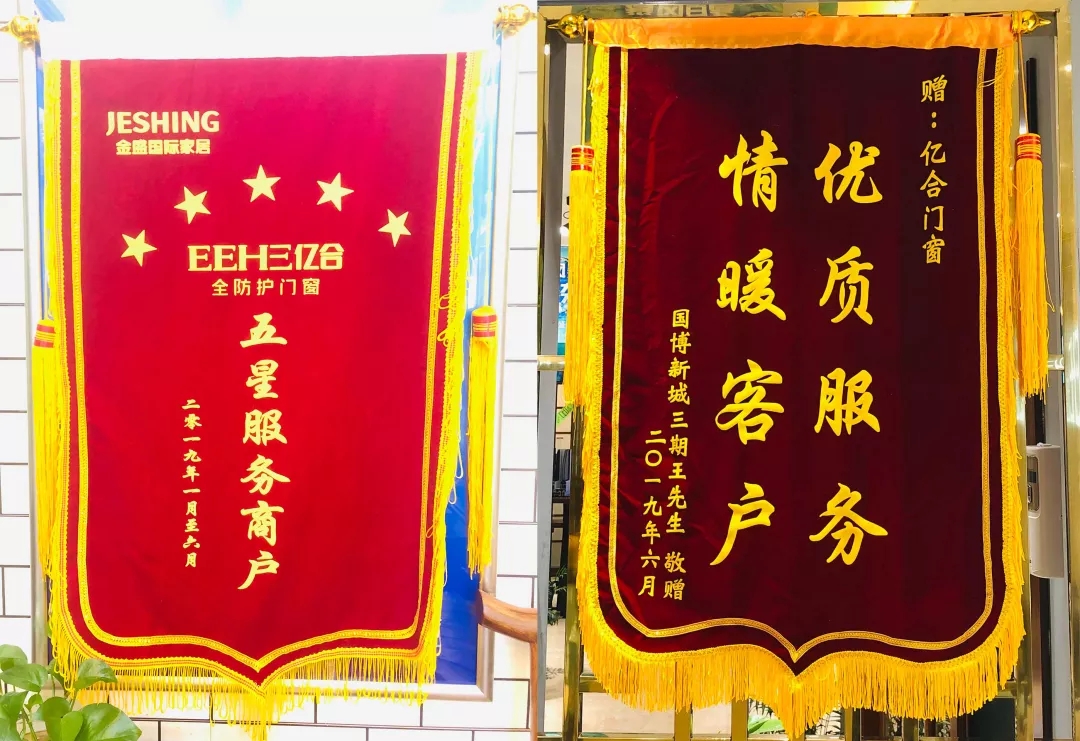 JESHING
金盛国际家居
EEH三亿合
全防护门窗
五星服务商户
二零一九年一月至六月
赠：亿合门窗
优质服务
情暖客户
国博新城三期王先生 敬赠
二〇一九年六月